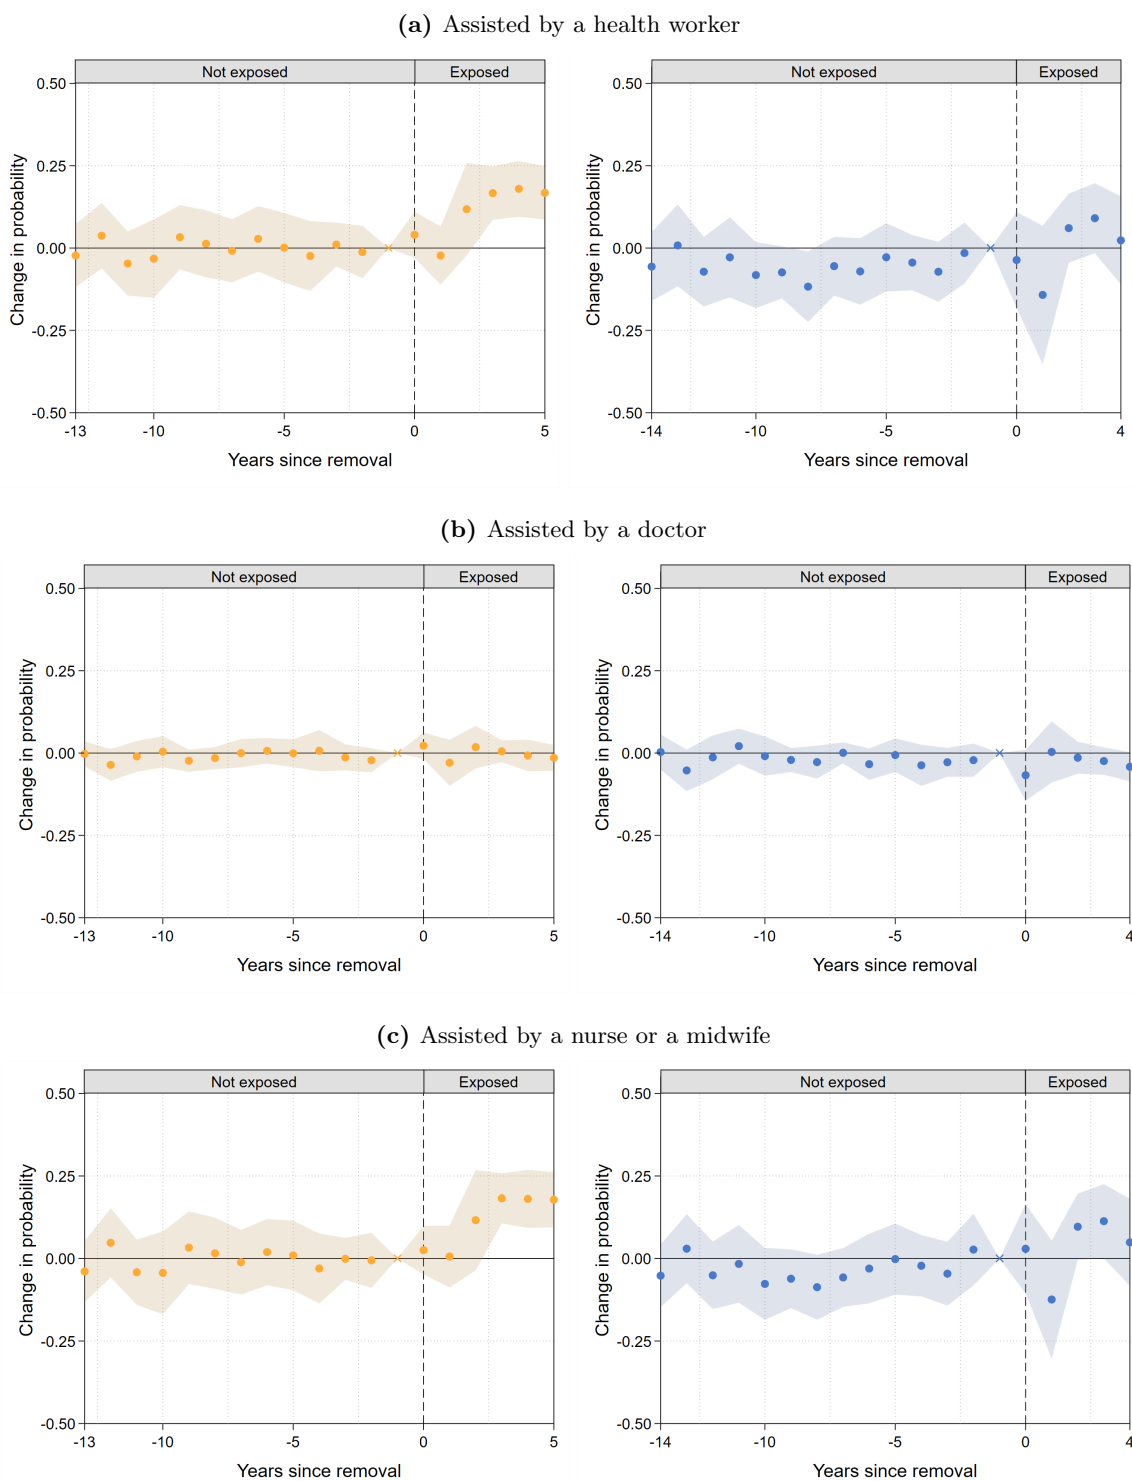 (a) Assisted by a health worker
Not exposed Exposed
0.50
0.25
0.00
-0.25
-0.50
Change in probability
-13 -10 -5 0 5
Years since removal
Not exposed Exposed
0.50
0.25
0.00
-0.25
-0.50
Change in probability
-14 -10 -5 0 4
Years since removal
(b) Assisted by a doctor
Not exposed Exposed
0.50
0.25
0.00
-0.25
-0.50
Change in probability
-13 -10 -5 0 5
Years since removal
Not exposed Exposed
0.50
0.25
0.00
-0.25
-0.50
Change in probability
-14 -10 -5 0 4
Years since removal
(c) Assisted by a nurse or a midwife
Not exposed Exposed
0.50
0.25
0.00
-0.25
-0.50
Change in probability
-13 -10 -5 0 5
Years since removal
Not exposed Exposed
0.50
0.25
0.00
-0.25
-0.50
Change in probability
-14 -10 -5 0 4
Years since removal